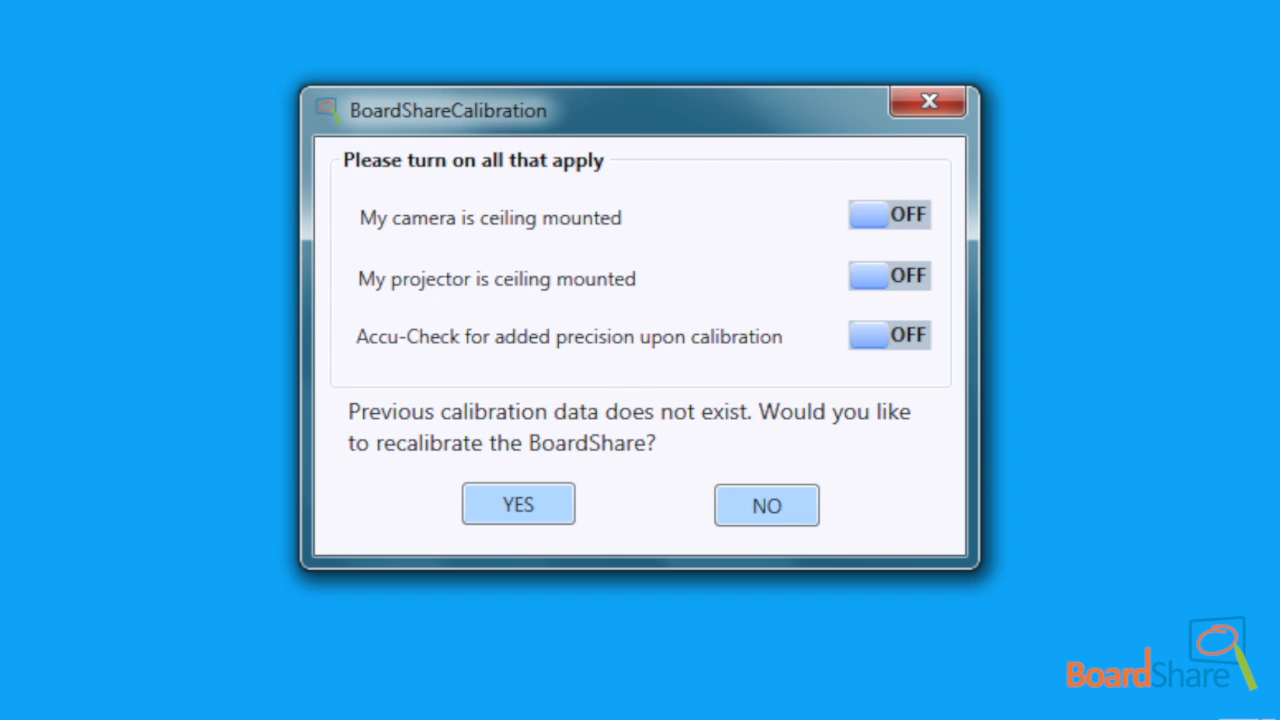 BoardShareCalibration
Please turn on all that apply
My camera is ceiling mounted OFF
My projector is ceiling mounted OFF
Accu-Check for added precision upon calibration OFF
Previous calibration data does not exist. Would you like
to recalibrate the BoardShare?
YES NO
BoardShare